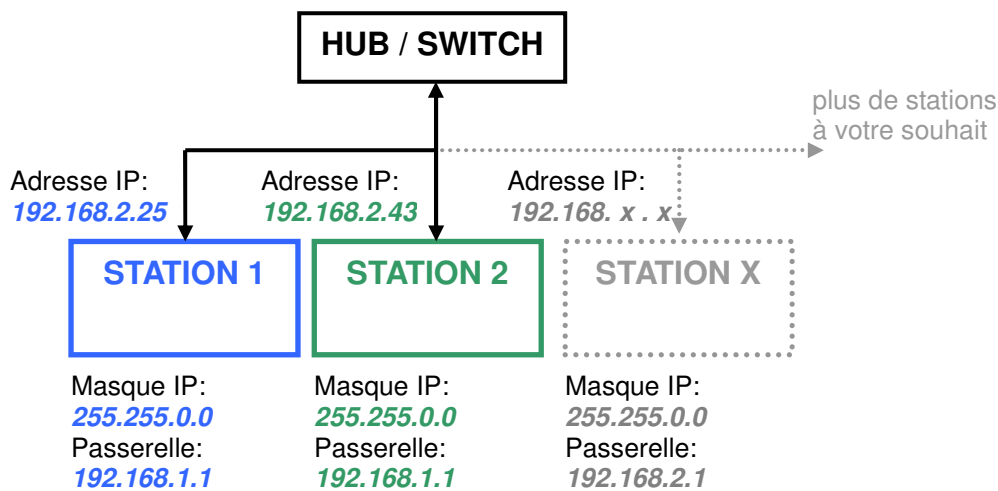 HUB / SWITCH
plus de stations
à votre souhait
Adresse IP:
192.168.2.25
Adresse IP:
192.168.2.43
Adresse IP:
192.168. x . x
STATION 1
STATION 2
STATION X
Masque IP:
255.255.0.0
Passerelle:
192.168.1.1
Masque IP:
255.255.0.0
Passerelle:
192.168.1.1
Masque IP:
255.255.0.0
Passerelle:
192.168.2.1